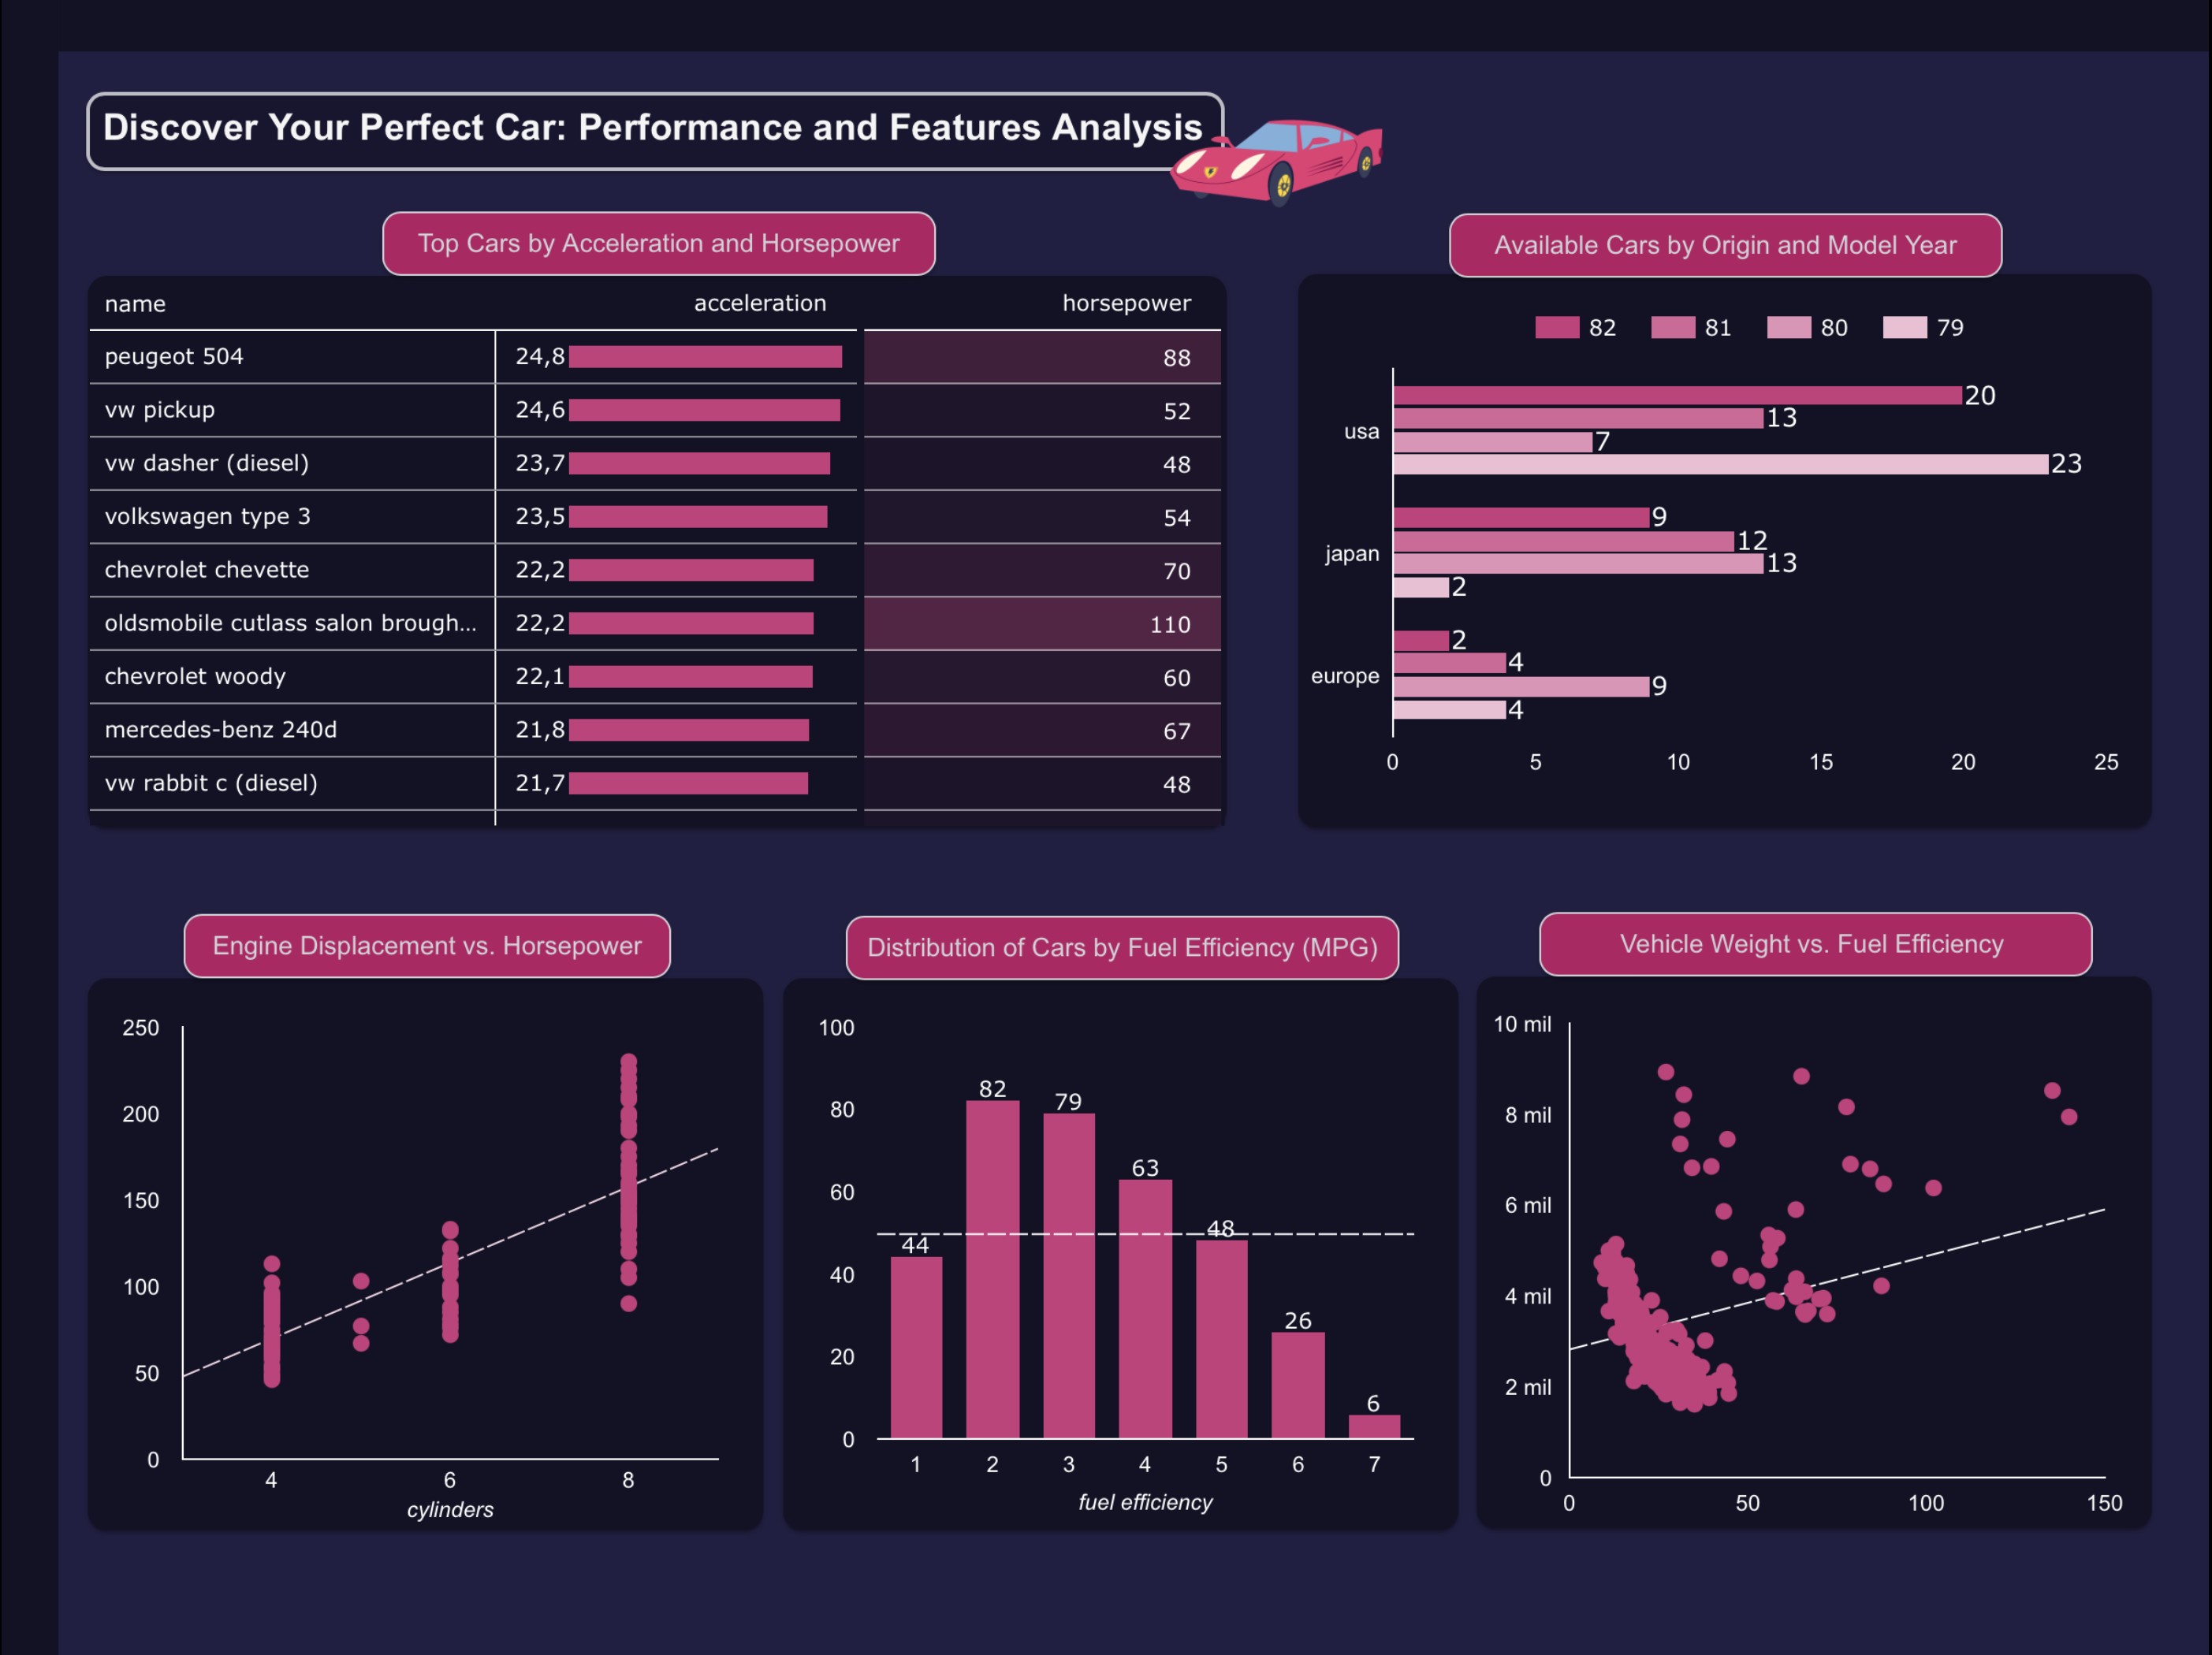 Discover Your Perfect Car: Performance and Features Analysis
Top Cars by Acceleration and Horsepower
name acceleration horsepower
peugeot 504 24,8 88
vw pickup 24,6 52
vw dasher (diesel) 23,7 48
volkswagen type 3 23,5 54
chevrolet chevette 22,2 70
oldsmobile cutlass salon brough... 22,2 110
chevrolet woody 22,1 60
mercedes-benz 240d 21,8 67
vw rabbit c (diesel) 21,7 48
Available Cars by Origin and Model Year
82 81 80 79
usa
20
13
7
23
japan
9
12
13
2
europe
2
4
9
4
0 5 10 15 20 25
Engine Displacement vs. Horsepower
250
200
150
100
50
0
4 6 8
cylinders
Distribution of Cars by Fuel Efficiency (MPG)
100
80
60
40
20
0
44 82 79 63 48 26 6
1 2 3 4 5 6 7
fuel efficiency
Vehicle Weight vs. Fuel Efficiency
10 mil
8 mil
6 mil
4 mil
2 mil
0
0 50 100 150